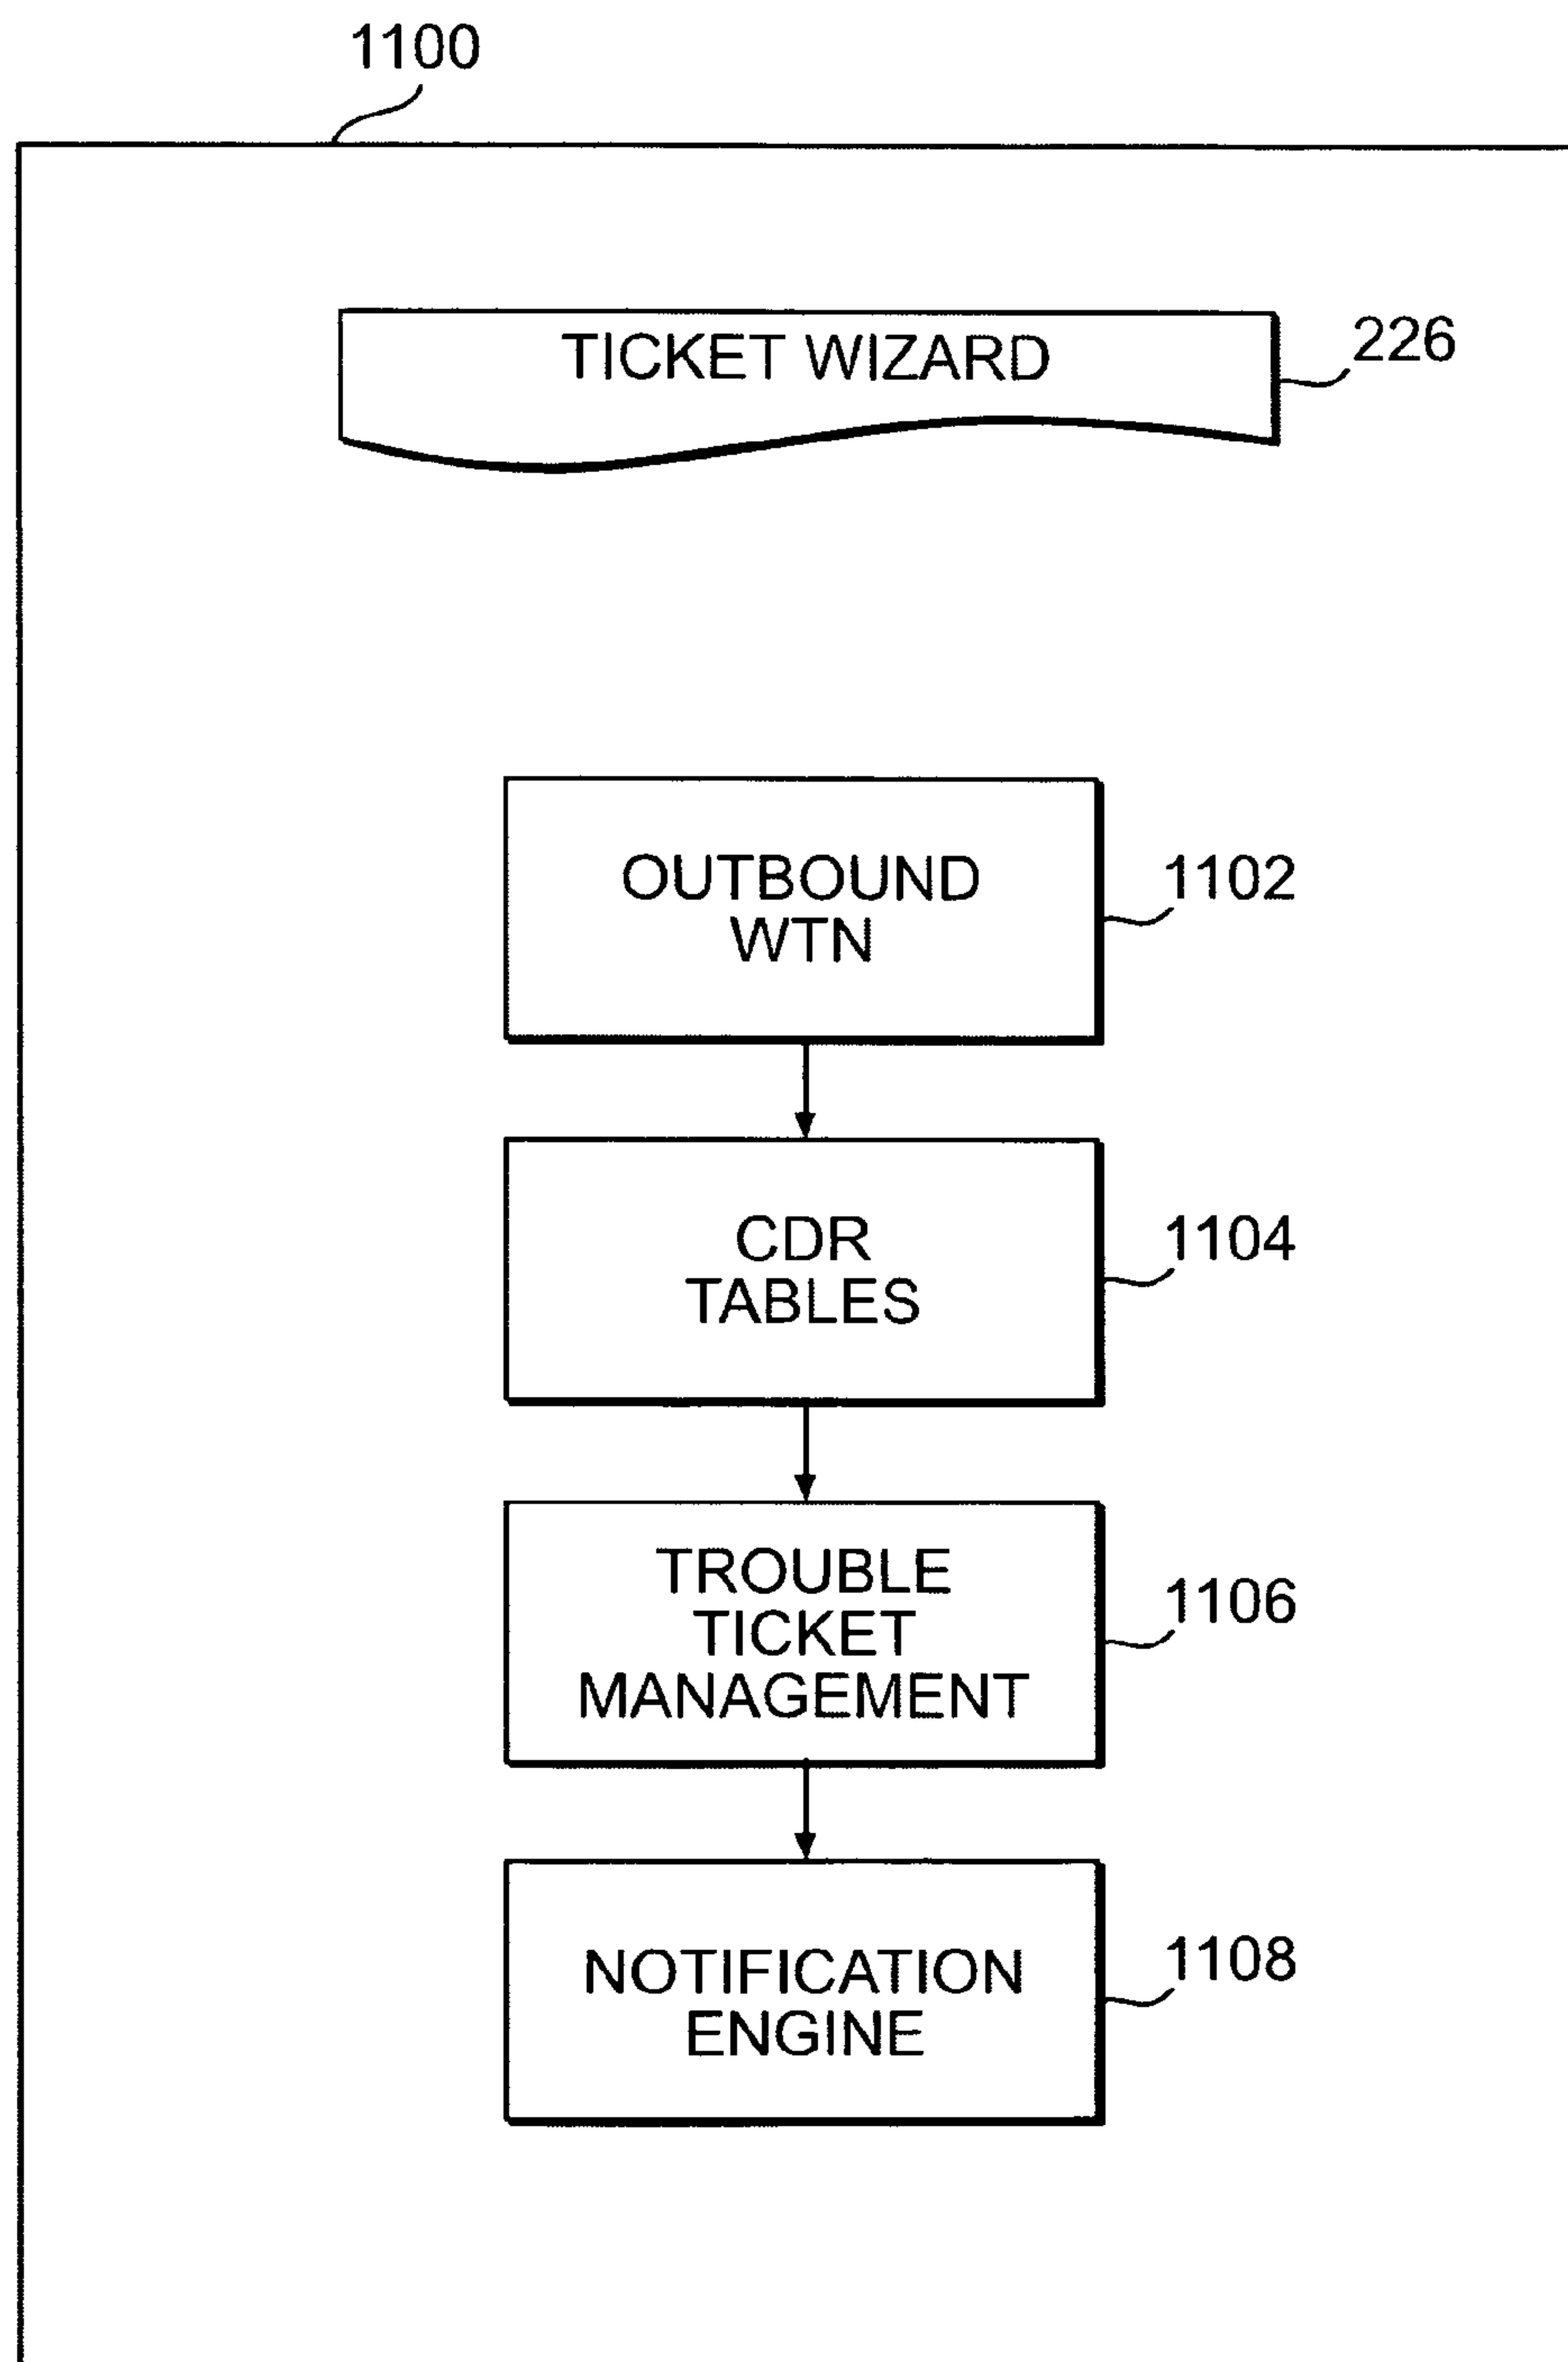 1100
TICKET WIZARD
226
OUTBOUND
WTN
1102
CDR
TABLES
1104
TROUBLE
TICKET
MANAGEMENT
1106
NOTIFICATION
ENGINE
1108